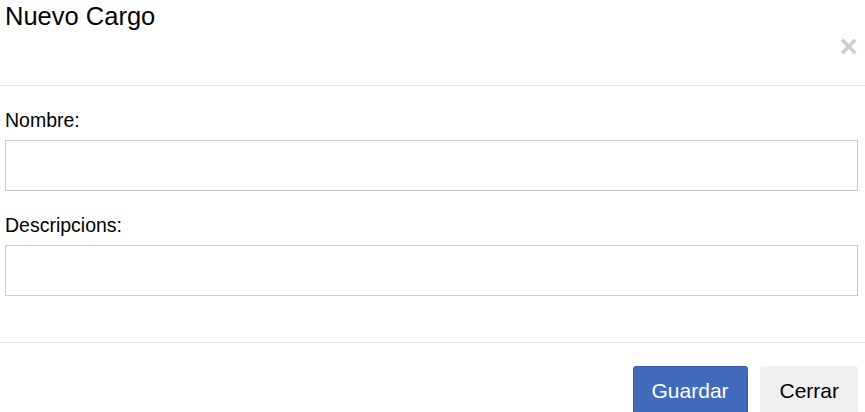 Nuevo Cargo
×
Nombre:
Descripcions:
Guardar Cerrar